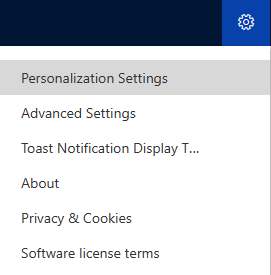 Personalization Settings
Advanced Settings
Toast Notification Display T...
About
Privacy & Cookies
Software license terms